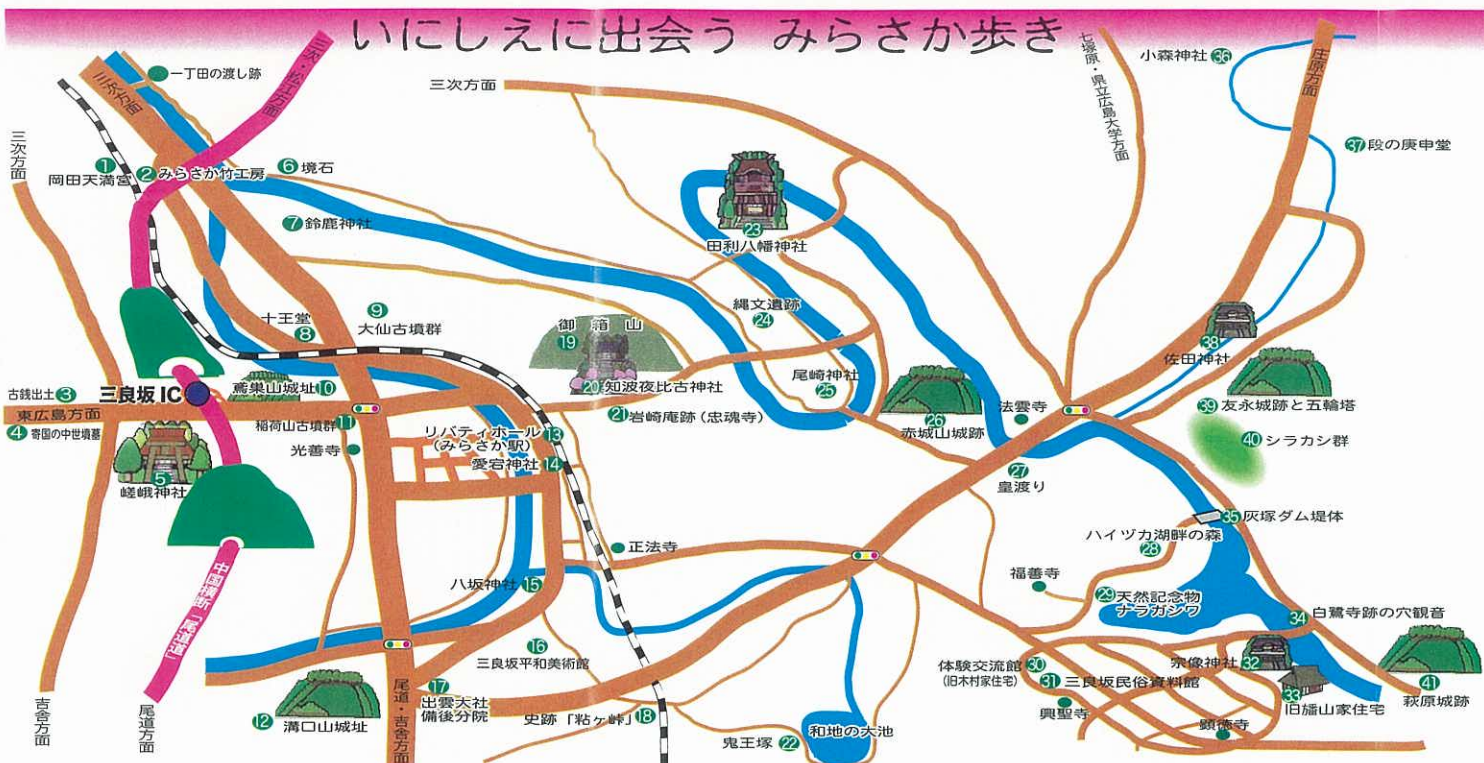 いにしえに出会う みらさか歩き
三次方面
一丁田の渡し跡
三次・松江方面
三次方面
七塚原・県立広島大学方面
小森神社 36
庄原方面
三次方面
1
岡田天満宮
2 みらさか竹工房
6 境石
7 鈴鹿神社
37 段の庚申堂
23
田利八幡神社
縄文遺跡
24
十王堂
8
9
大仙古墳群
御箱山
19
20 知波夜比古神社
21 岩崎庵跡(忠魂寺)
尾崎神社
25
26
赤城山城跡
法雲寺
27
皇渡り
38
佐田神社
39 友永城跡と五輪塔
40 シラカシ群
古銭出土 3
三良坂 IC
鳶巣山城址 10
東広島方面
4 寄国の中世墳墓
稲荷山古墳群 11
光善寺
5
嵯峨神社
リバティホール 13
(みらさか駅)
愛宕神社 14
正法寺
35 灰塚ダム堤体
ハイヅカ湖畔の森
28
福善寺
29 天然記念物
ナラガシワ
34 白鷺寺跡の穴観音
中国横断「尾道道」
八坂神社 15
16
三良坂平和美術館
体験交流館 30
(旧木村家住宅)
31 三良坂民俗資料館
宗像神社 32
33
旧旙山家住宅
41
萩原城跡
興聖寺
顕徳寺
吉舎方面
尾道方面
12 溝口山城址
尾道・吉舎方面
17
出雲大社
備後分院
史跡「粘ヶ峠」18
鬼王塚 22
和地の大池